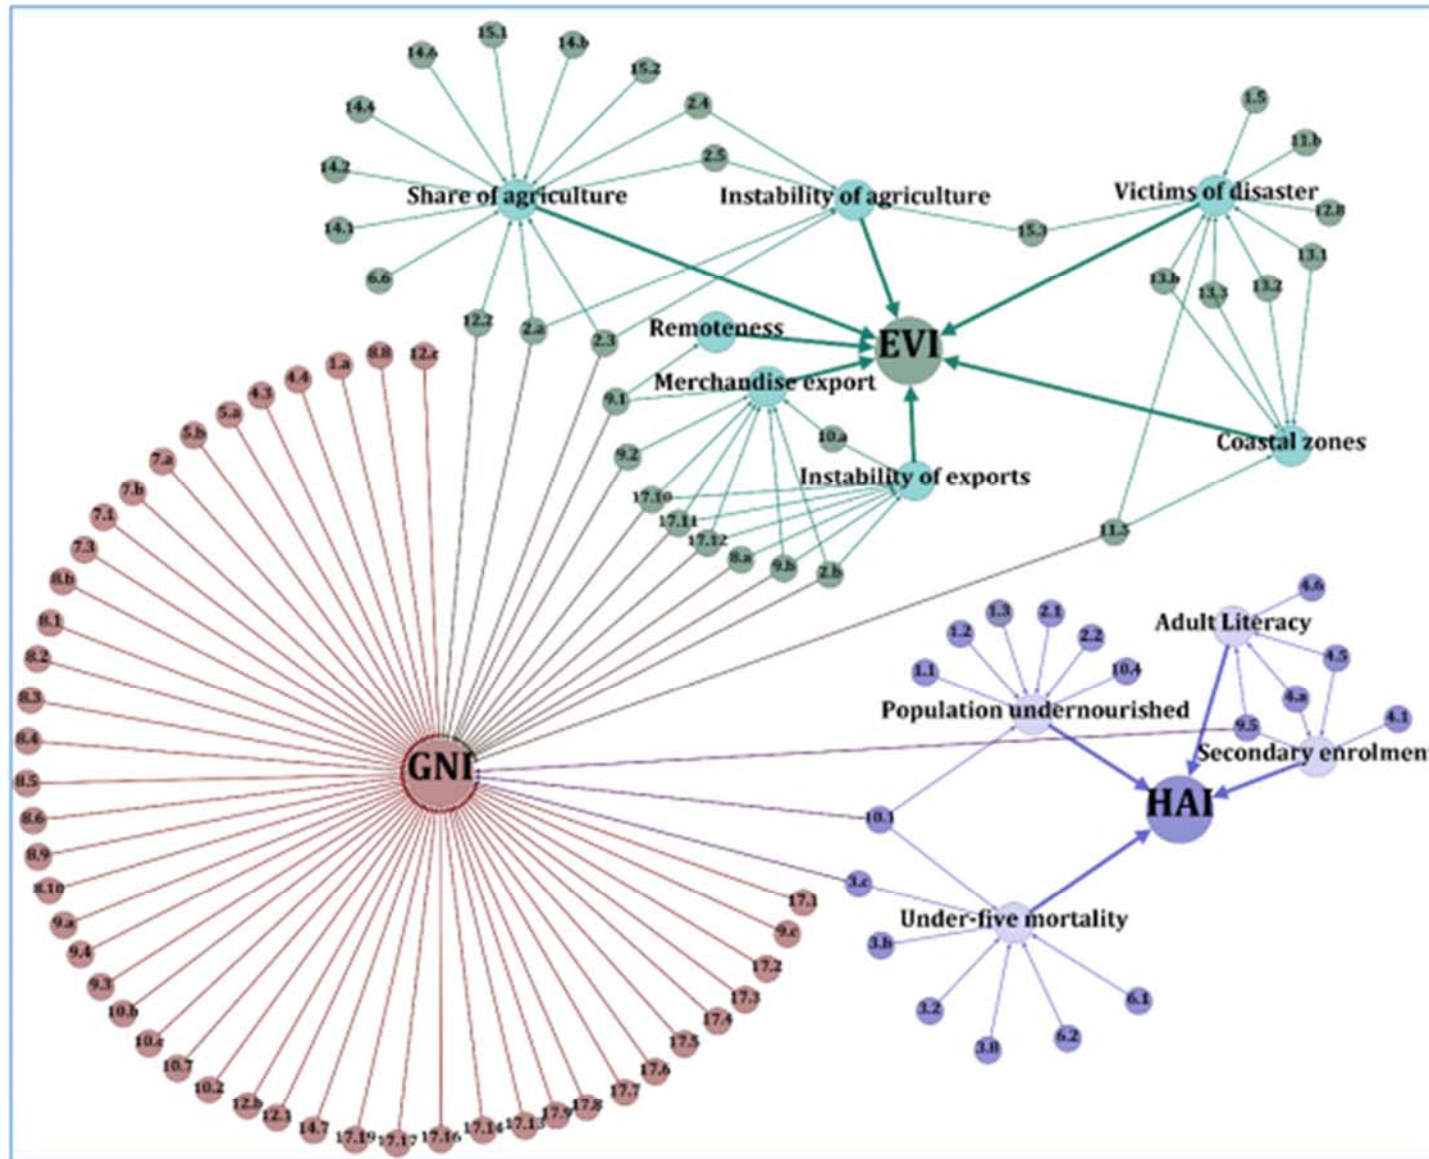 15.1
14.6
14.b
15.2
14.4
2.4
1.5
14.2
2.5
11.b
Share of agriculture
Instability of agriculture
Victims of disaster
12.8
14.1
15.3
13.1
6.6
13.b
13.3
13.2
12.2
2.a
2.3
Remoteness
EVI
12.c
8.8
1.a
4.4
4.3
5.a
5.b
7.a
7.b
7.1
7.3
8.b
8.1
8.2
8.3
8.4
8.5
8.6
8.9
8.10
9.a
9.4
9.3
10.b
10.c
10.7
10.2
12.b
12.1
14.7
17.19
17.17
17.16
17.14
17.13
17.9
17.8
17.7
17.6
17.5
17.4
17.3
17.2
9.c
17.1
GNI
Merchandise export
9.1
10.a
9.2
Instability of exports
Coastal zones
17.10
17.11
17.12
8.a
9.b
2.b
11.5
4.6
1.3
2.1
1.2
2.2
Adult Literacy
1.1
10.4
4.5
4.a
Population undernourished
9.5
4.1
Secondary enrolmen
HAI
10.1
3.c
Under-five mortality
3.b
3.2
3.8
6.2
6.1